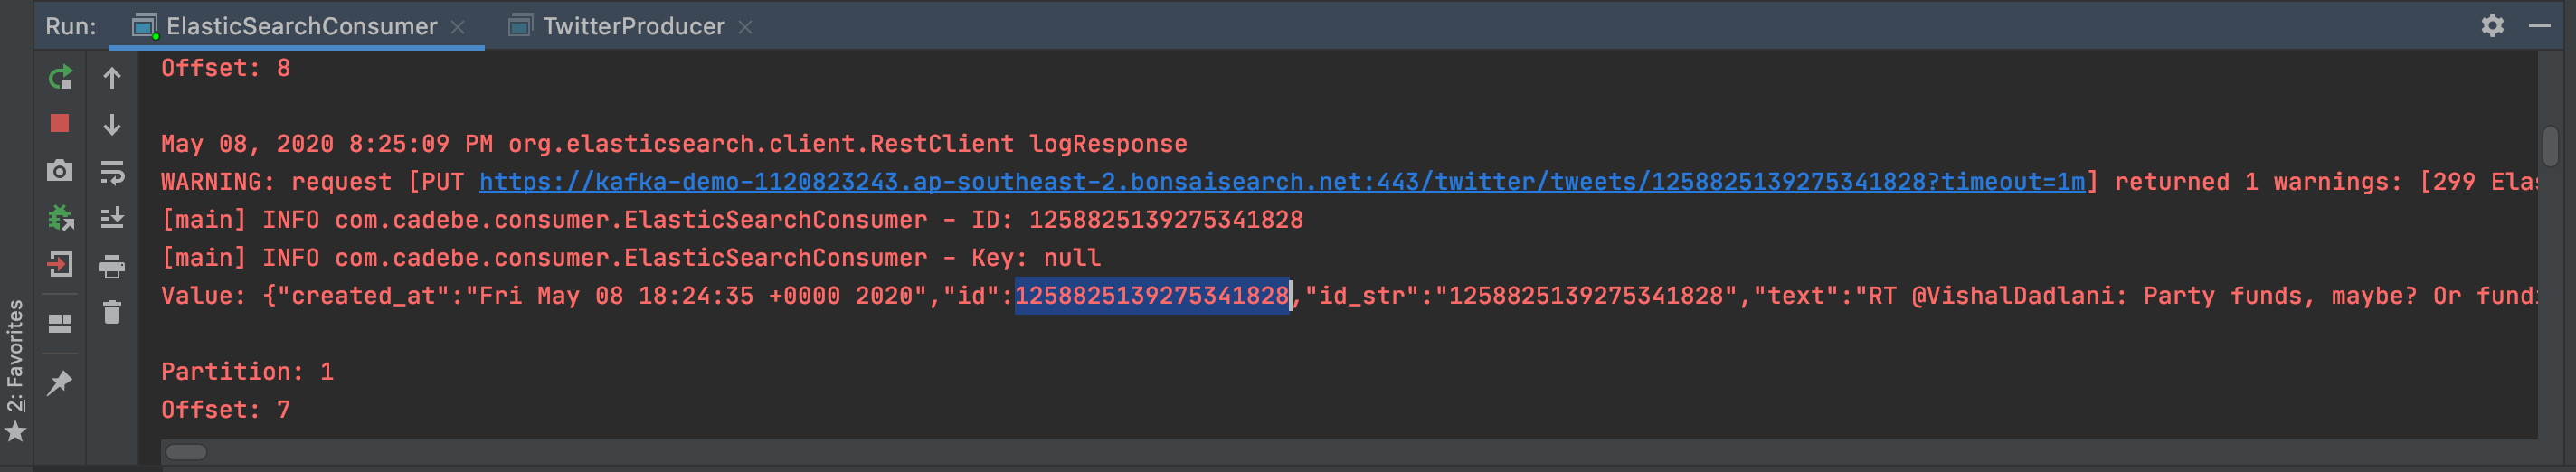 Run: ElasticSearchConsumer × TwitterProducer ×
Offset: 8
May 08, 2020 8:25:09 PM org.elasticsearch.client.RestClient logResponse
WARNING: request [PUT https://kafka-demo-1120823243.ap-southeast-2.bonsaisearch.net:443/twitter/tweets/1258825139275341828?timeout=1m] returned 1 warnings: [299 Elas
[main] INFO com.cadebe.consumer.ElasticSearchConsumer - ID: 1258825139275341828
[main] INFO com.cadebe.consumer.ElasticSearchConsumer - Key: null
Value: {"created_at":"Fri May 08 18:24:35 +0000 2020","id":1258825139275341828,"id_str":"1258825139275341828","text":"RT @VishalDadlani: Party funds, maybe? Or fundi
Partition: 1
Offset: 7
2: Favorites